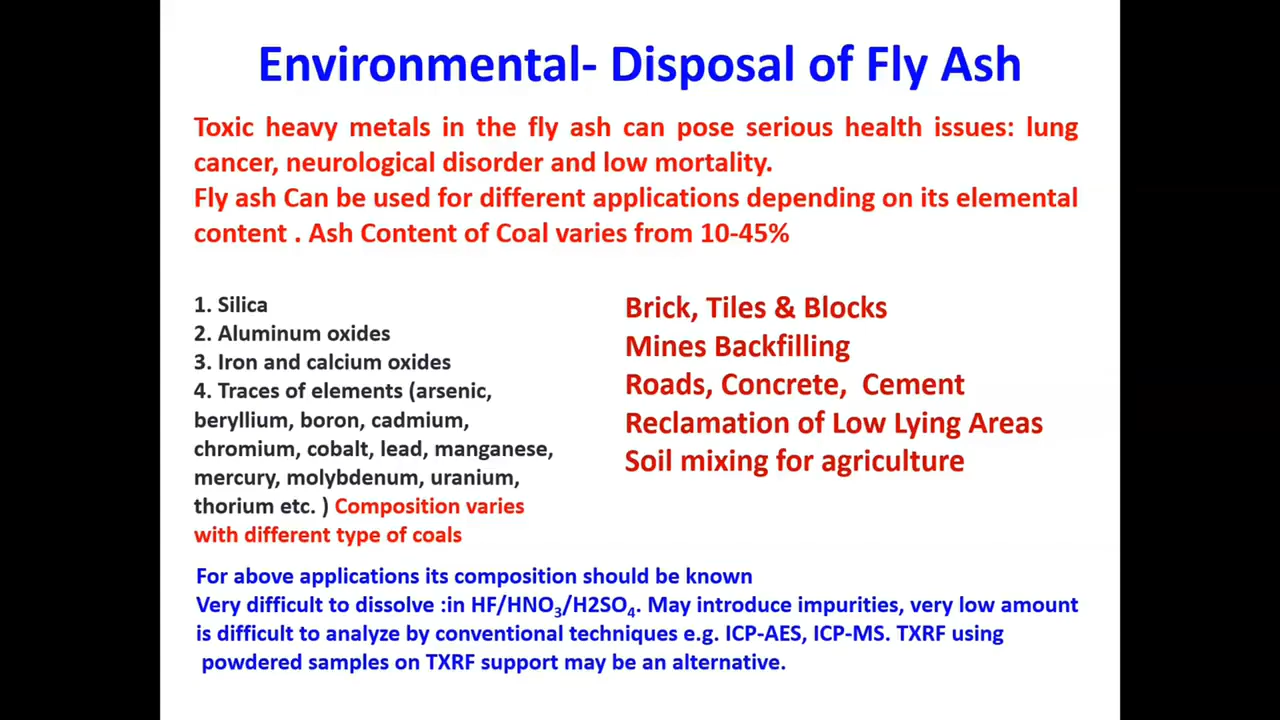 Environmental- Disposal of Fly Ash
Toxic heavy metals in the fly ash can pose serious health issues: lung
cancer, neurological disorder and low mortality.
Fly ash Can be used for different applications depending on its elemental
content . Ash Content of Coal varies from 10-45%
1. Silica
2. Aluminum oxides
3. Iron and calcium oxides
4. Traces of elements (arsenic,
beryllium, boron, cadmium,
chromium, cobalt, lead, manganese,
mercury, molybdenum, uranium,
thorium etc. ) Composition varies
with different type of coals
Brick, Tiles & Blocks
Mines Backfilling
Roads, Concrete, Cement
Reclamation of Low Lying Areas
Soil mixing for agriculture
For above applications its composition should be known
Very difficult to dissolve :in HF/HNO₃/H2SO₄. May introduce impurities, very low amount
is difficult to analyze by conventional techniques e.g. ICP-AES, ICP-MS. TXRF using
powdered samples on TXRF support may be an alternative.